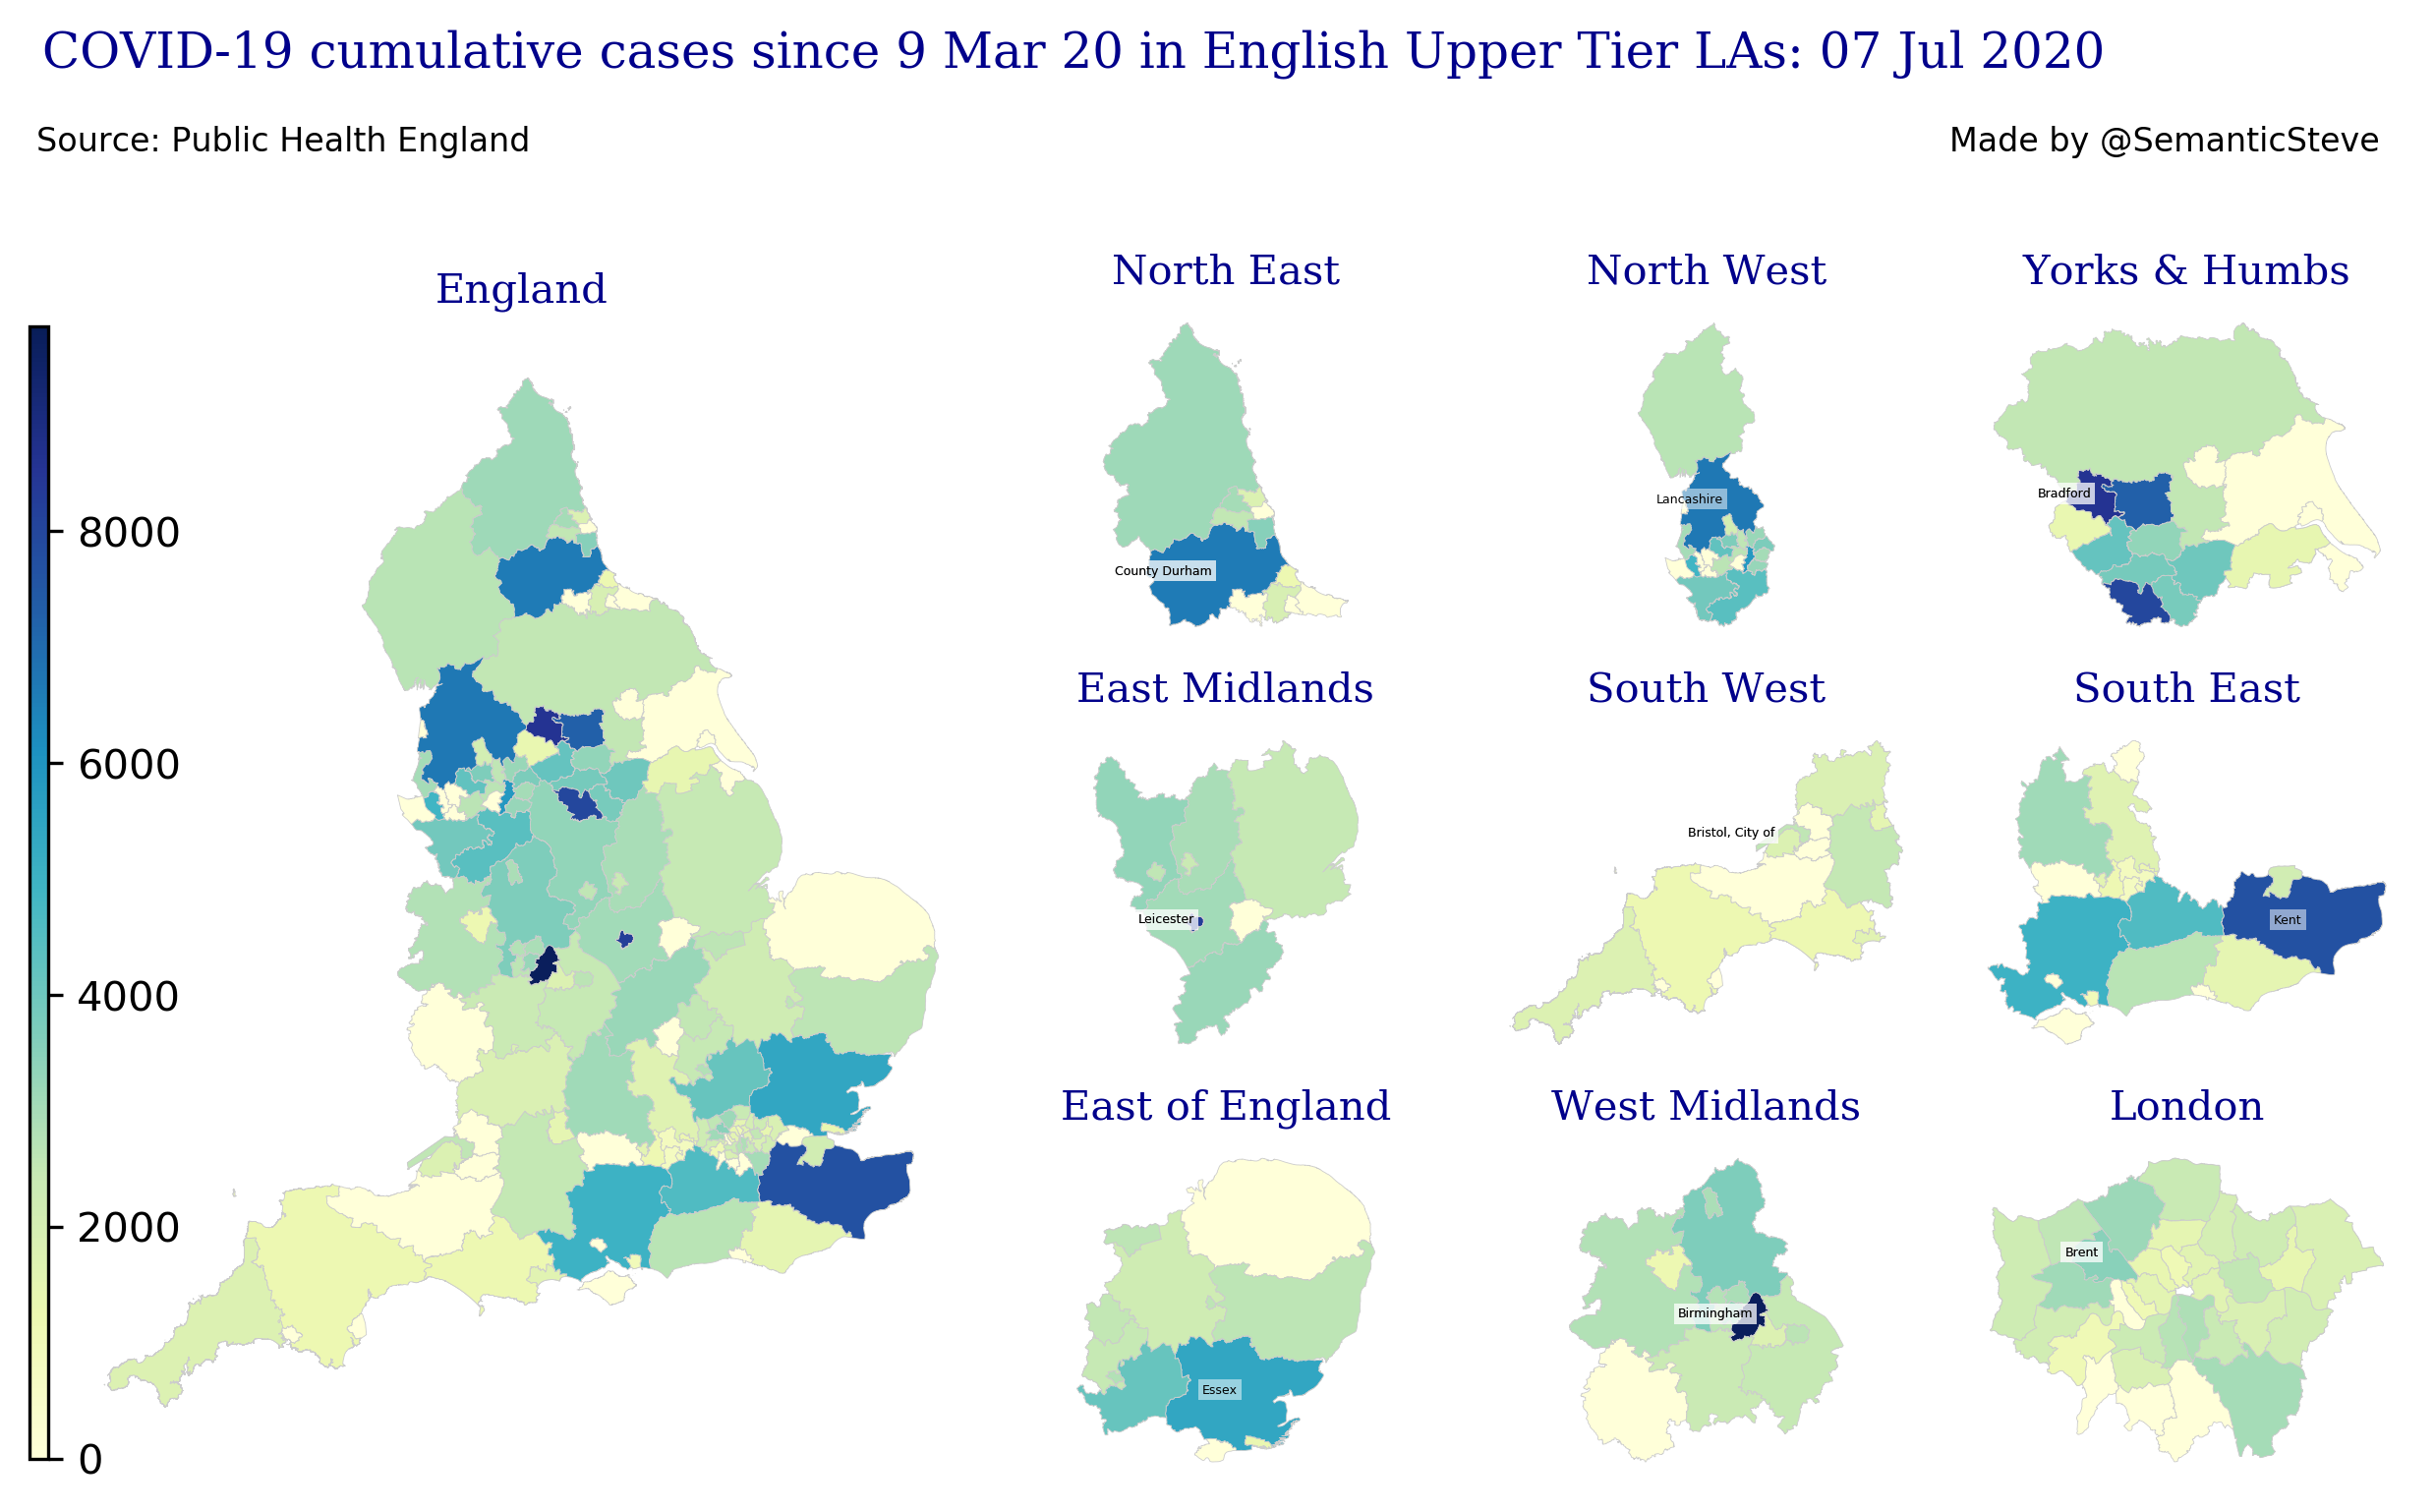 COVID-19 cumulative cases since 9 Mar 20 in English Upper Tier LAs: 07 Jul 2020
Source: Public Health England
Made by @SemanticSteve
England
8000
6000
4000
2000
0
North East
County Durham
North West
Lancashire
Yorks & Humbs
Bradford
East Midlands
Leicester
South West
Bristol, City of
South East
Kent
East of England
Essex
West Midlands
Birmingham
London
Brent